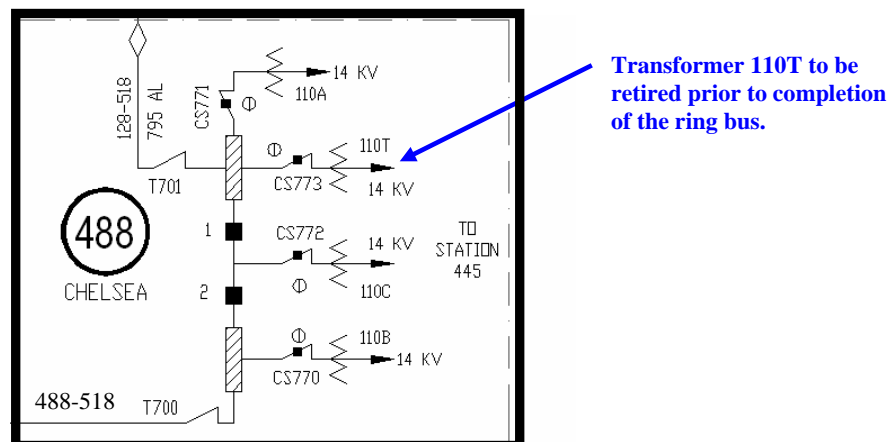 14 KV
110A
CS771
128-518
795 AL
Transformer 110T to be
retired prior to completion
of the ring bus.
110T
T701
CS773
14 KV
488
CHELSEA
1
CS772
14 KV
TO
STATION
445
2
110C
110B
14 KV
CS770
488-518
T700